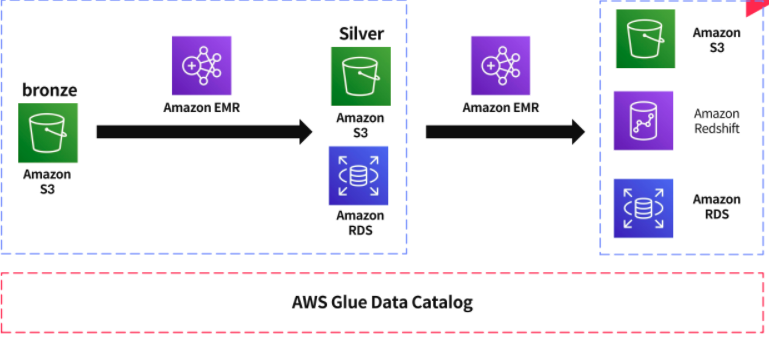 bronze
Amazon
S3
Amazon EMR
Silver
Amazon
S3
Amazon
RDS
Amazon EMR
Amazon
S3
Amazon
Redshift
Amazon
RDS
AWS Glue Data Catalog